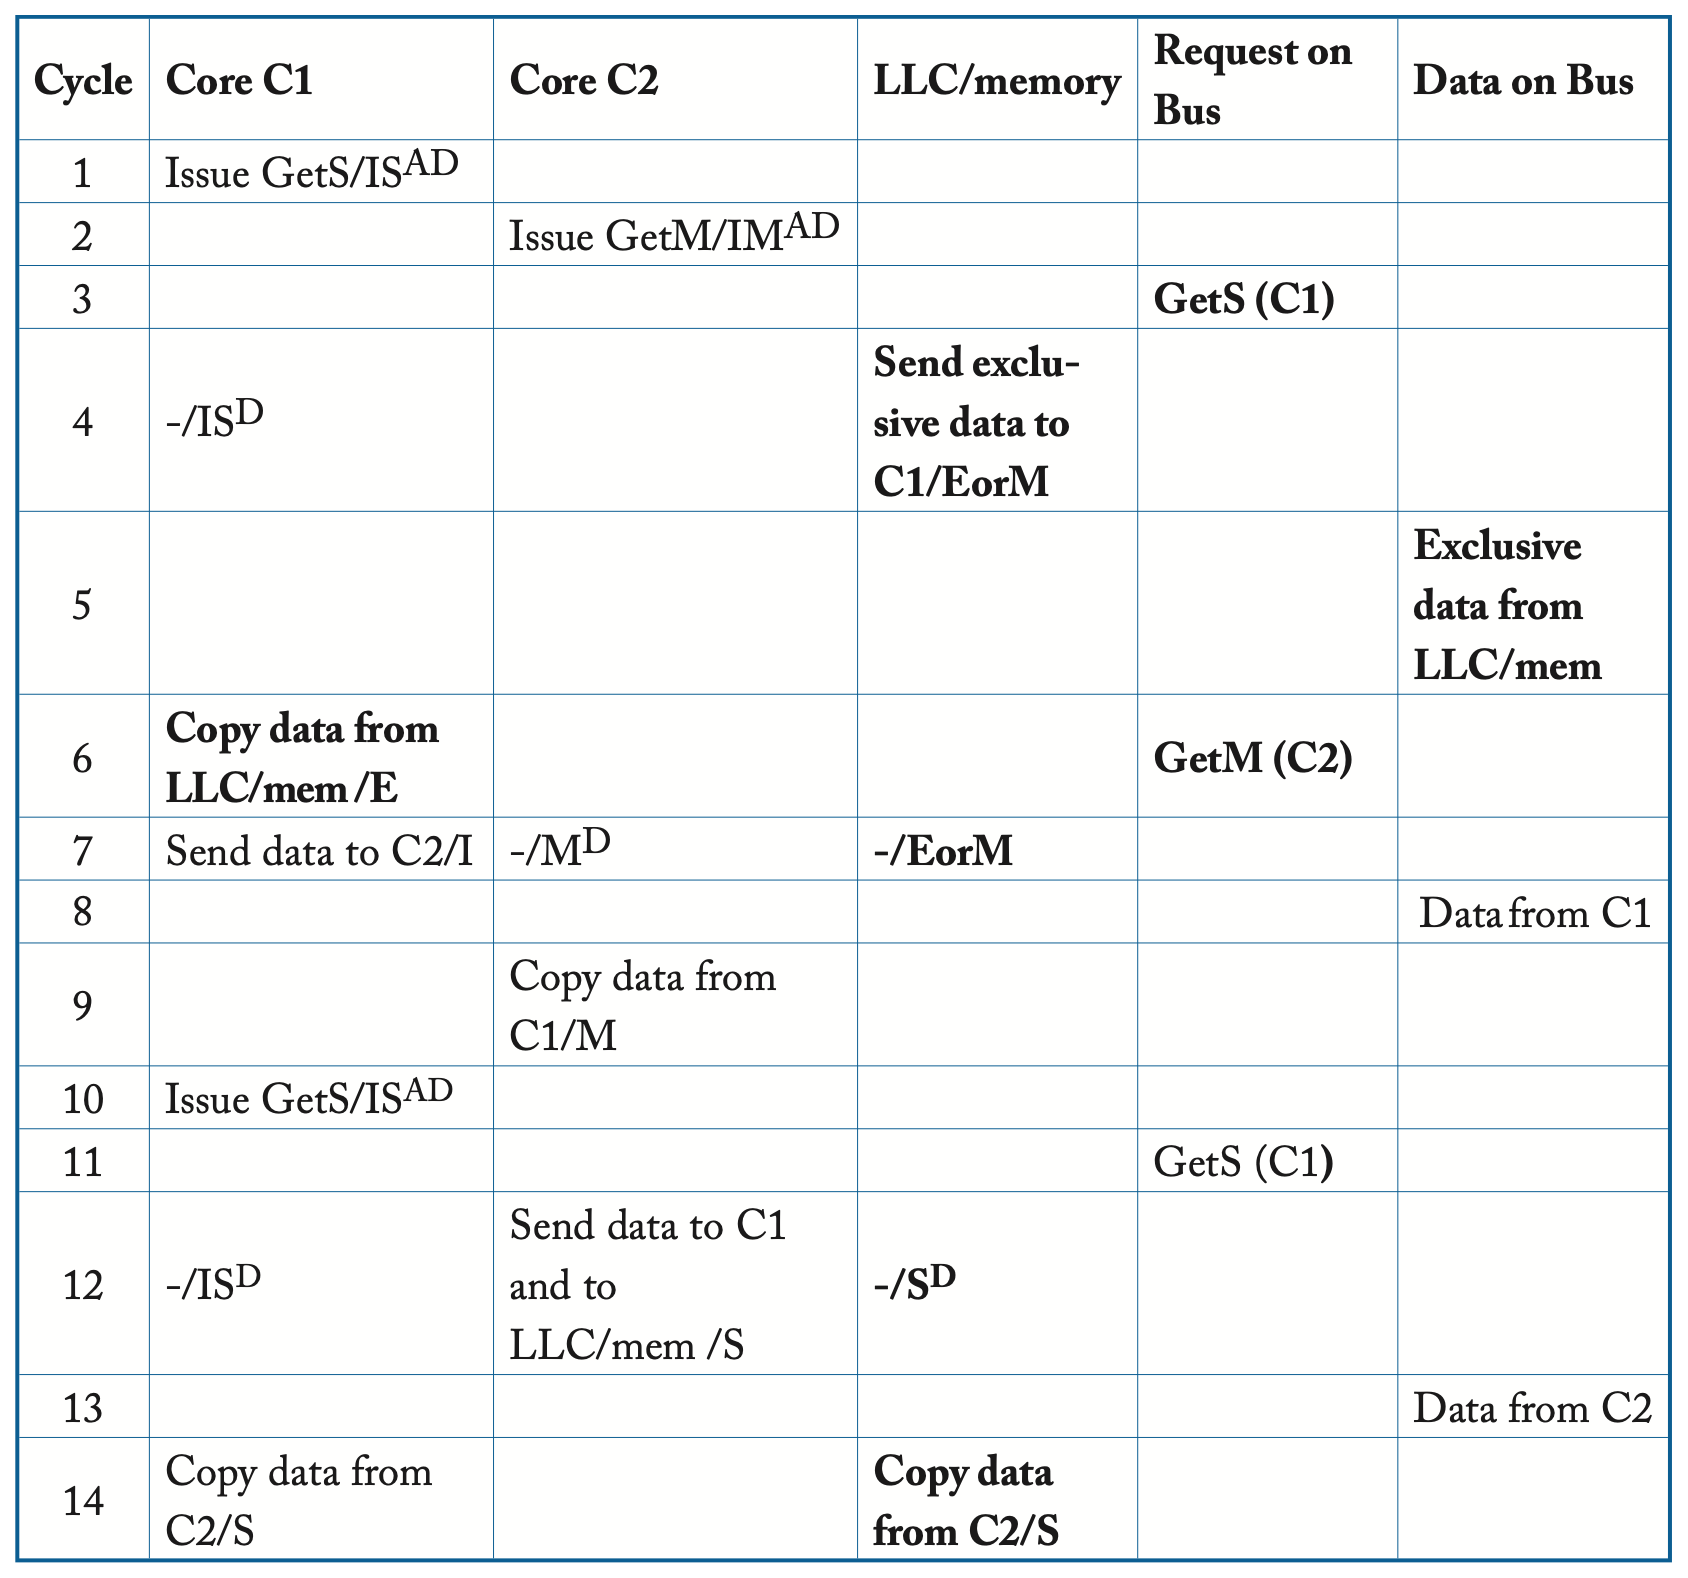 Cycle Core C1 Core C2 LLC/memory Request on Bus Data on Bus
1 Issue GetS/IS^AD
2 Issue GetM/IM^AD
3 GetS (C1)
4 -/IS^D Send exclu-
sive data to
C1/EorM
5 Exclusive
data from
LLC/mem
6 Copy data from
LLC/mem /E GetM (C2)
7 Send data to C2/I -/M^D -/EorM
8 Data from C1
9 Copy data from
C1/M
10 Issue GetS/IS^AD
11 GetS (C1)
12 -/IS^D Send data to C1
and to
LLC/mem /S -/S^D
13 Data from C2
14 Copy data from
C2/S Copy data
from C2/S